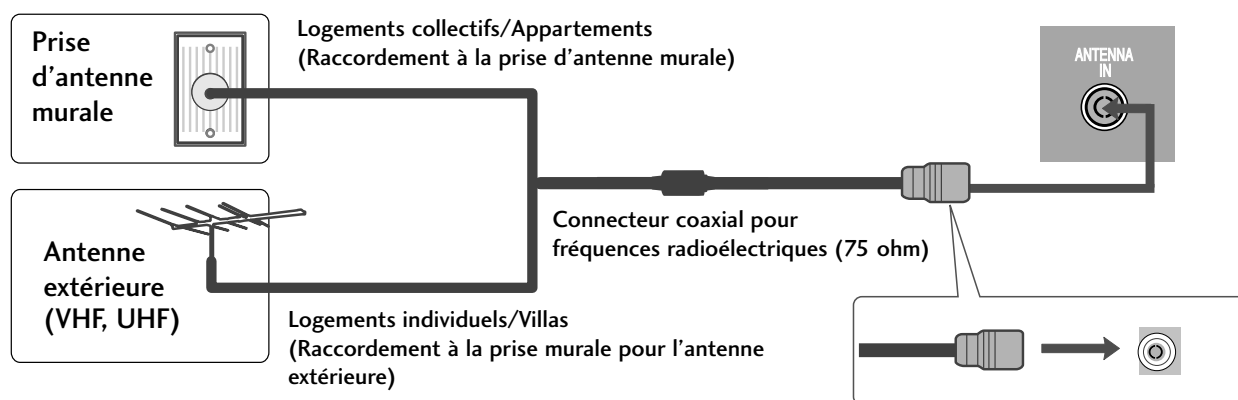 Prise
d'antenne
murale
Logements collectifs/Appartements
(Raccordement à la prise d'antenne murale)
ANTENNA
IN
Antenne
extérieure
(VHF, UHF)
Connecteur coaxial pour
fréquences radioélectriques (75 ohm)
Logements individuels/Villas
(Raccordement à la prise murale pour l'antenne
extérieure)